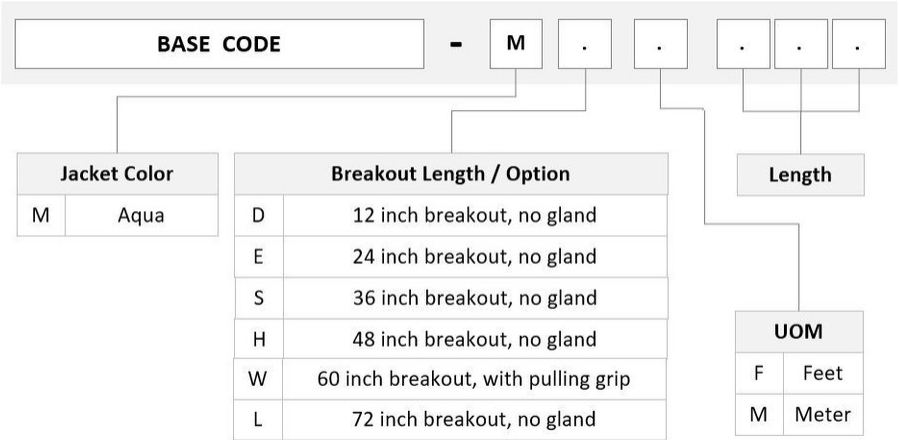 BASE CODE - M . . . . .
Jacket Color
M Aqua
Breakout Length / Option
D 12 inch breakout, no gland
E 24 inch breakout, no gland
S 36 inch breakout, no gland
H 48 inch breakout, no gland
W 60 inch breakout, with pulling grip
L 72 inch breakout, no gland
Length
UOM
F Feet
M Meter